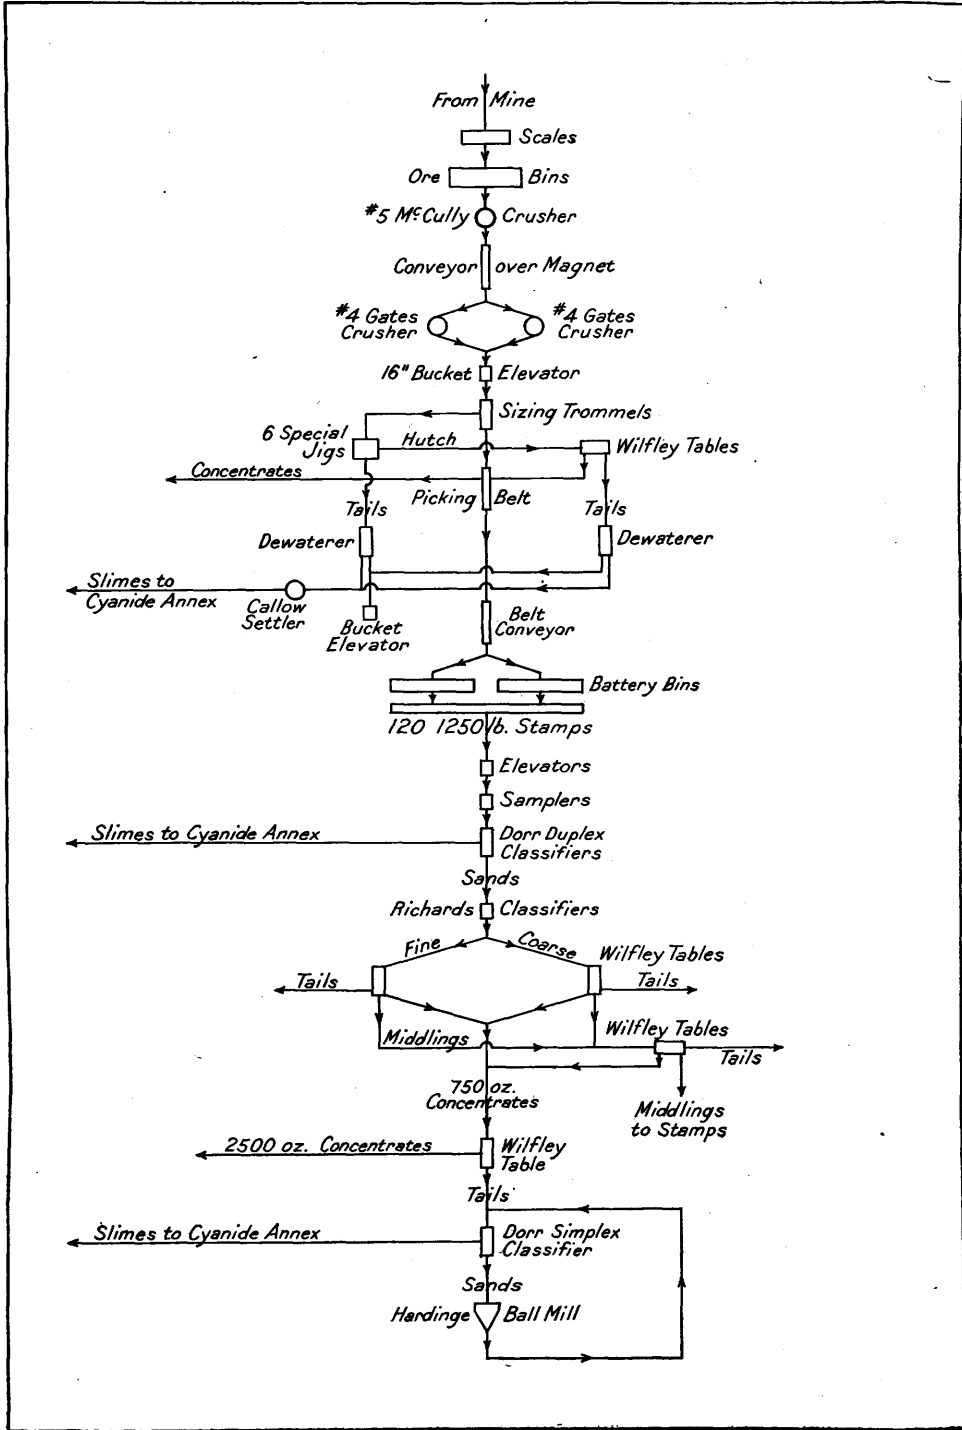 From Mine
Scales
Ore Bins
#5 McCully Crusher
Conveyor over Magnet
#4 Gates
Crusher
#4 Gates
Crusher
16" Bucket Elevator
Sizing Trommels
6 Special
Jigs
Hutch
Wilfley Tables
Concentrates
Picking Belt
Tails
Tails
Dewaterer
Dewaterer
Slimes to
Cyanide Annex
Callow
Settler
Bucket
Elevator
Belt
Conveyor
Battery Bins
120 1250 lb. Stamps
Elevators
Samplers
Slimes to Cyanide Annex
Dorr Duplex
Classifiers
Sands
Richards Classifiers
Fine
Coarse
Wilfley Tables
Tails
Tails
Middlings
Wilfley Tables
Tails
750 oz.
Concentrates
Middlings
to Stamps
2500 oz. Concentrates
Wilfley
Table
Tails
Slimes to Cyanide Annex
Dorr Simplex
Classifier
Sands
Hardinge Ball Mill